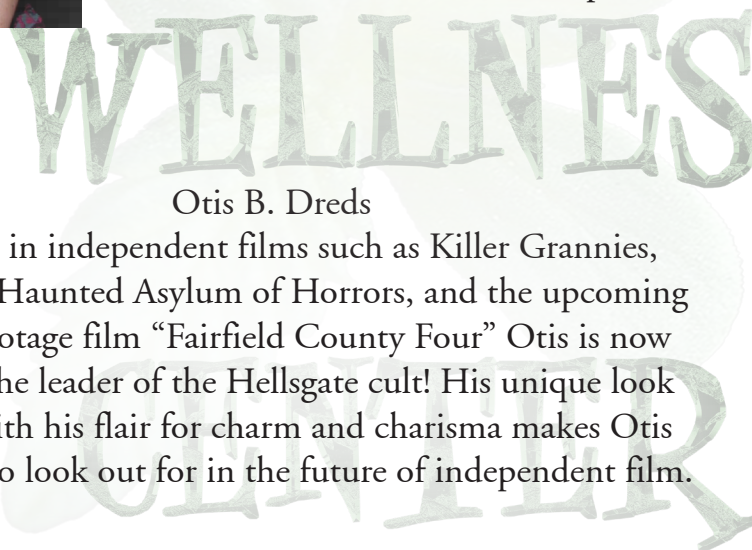 WELLNES
Otis B. Dreds
in independent films such as Killer Grannies,
Haunted Asylum of Horrors, and the upcoming
otage film “Fairfield County Four” Otis is now
he leader of the Hellsgate cult! His unique look
ith his flair for charm and charisma makes Otis
o look out for in the future of independent film.
CENTER